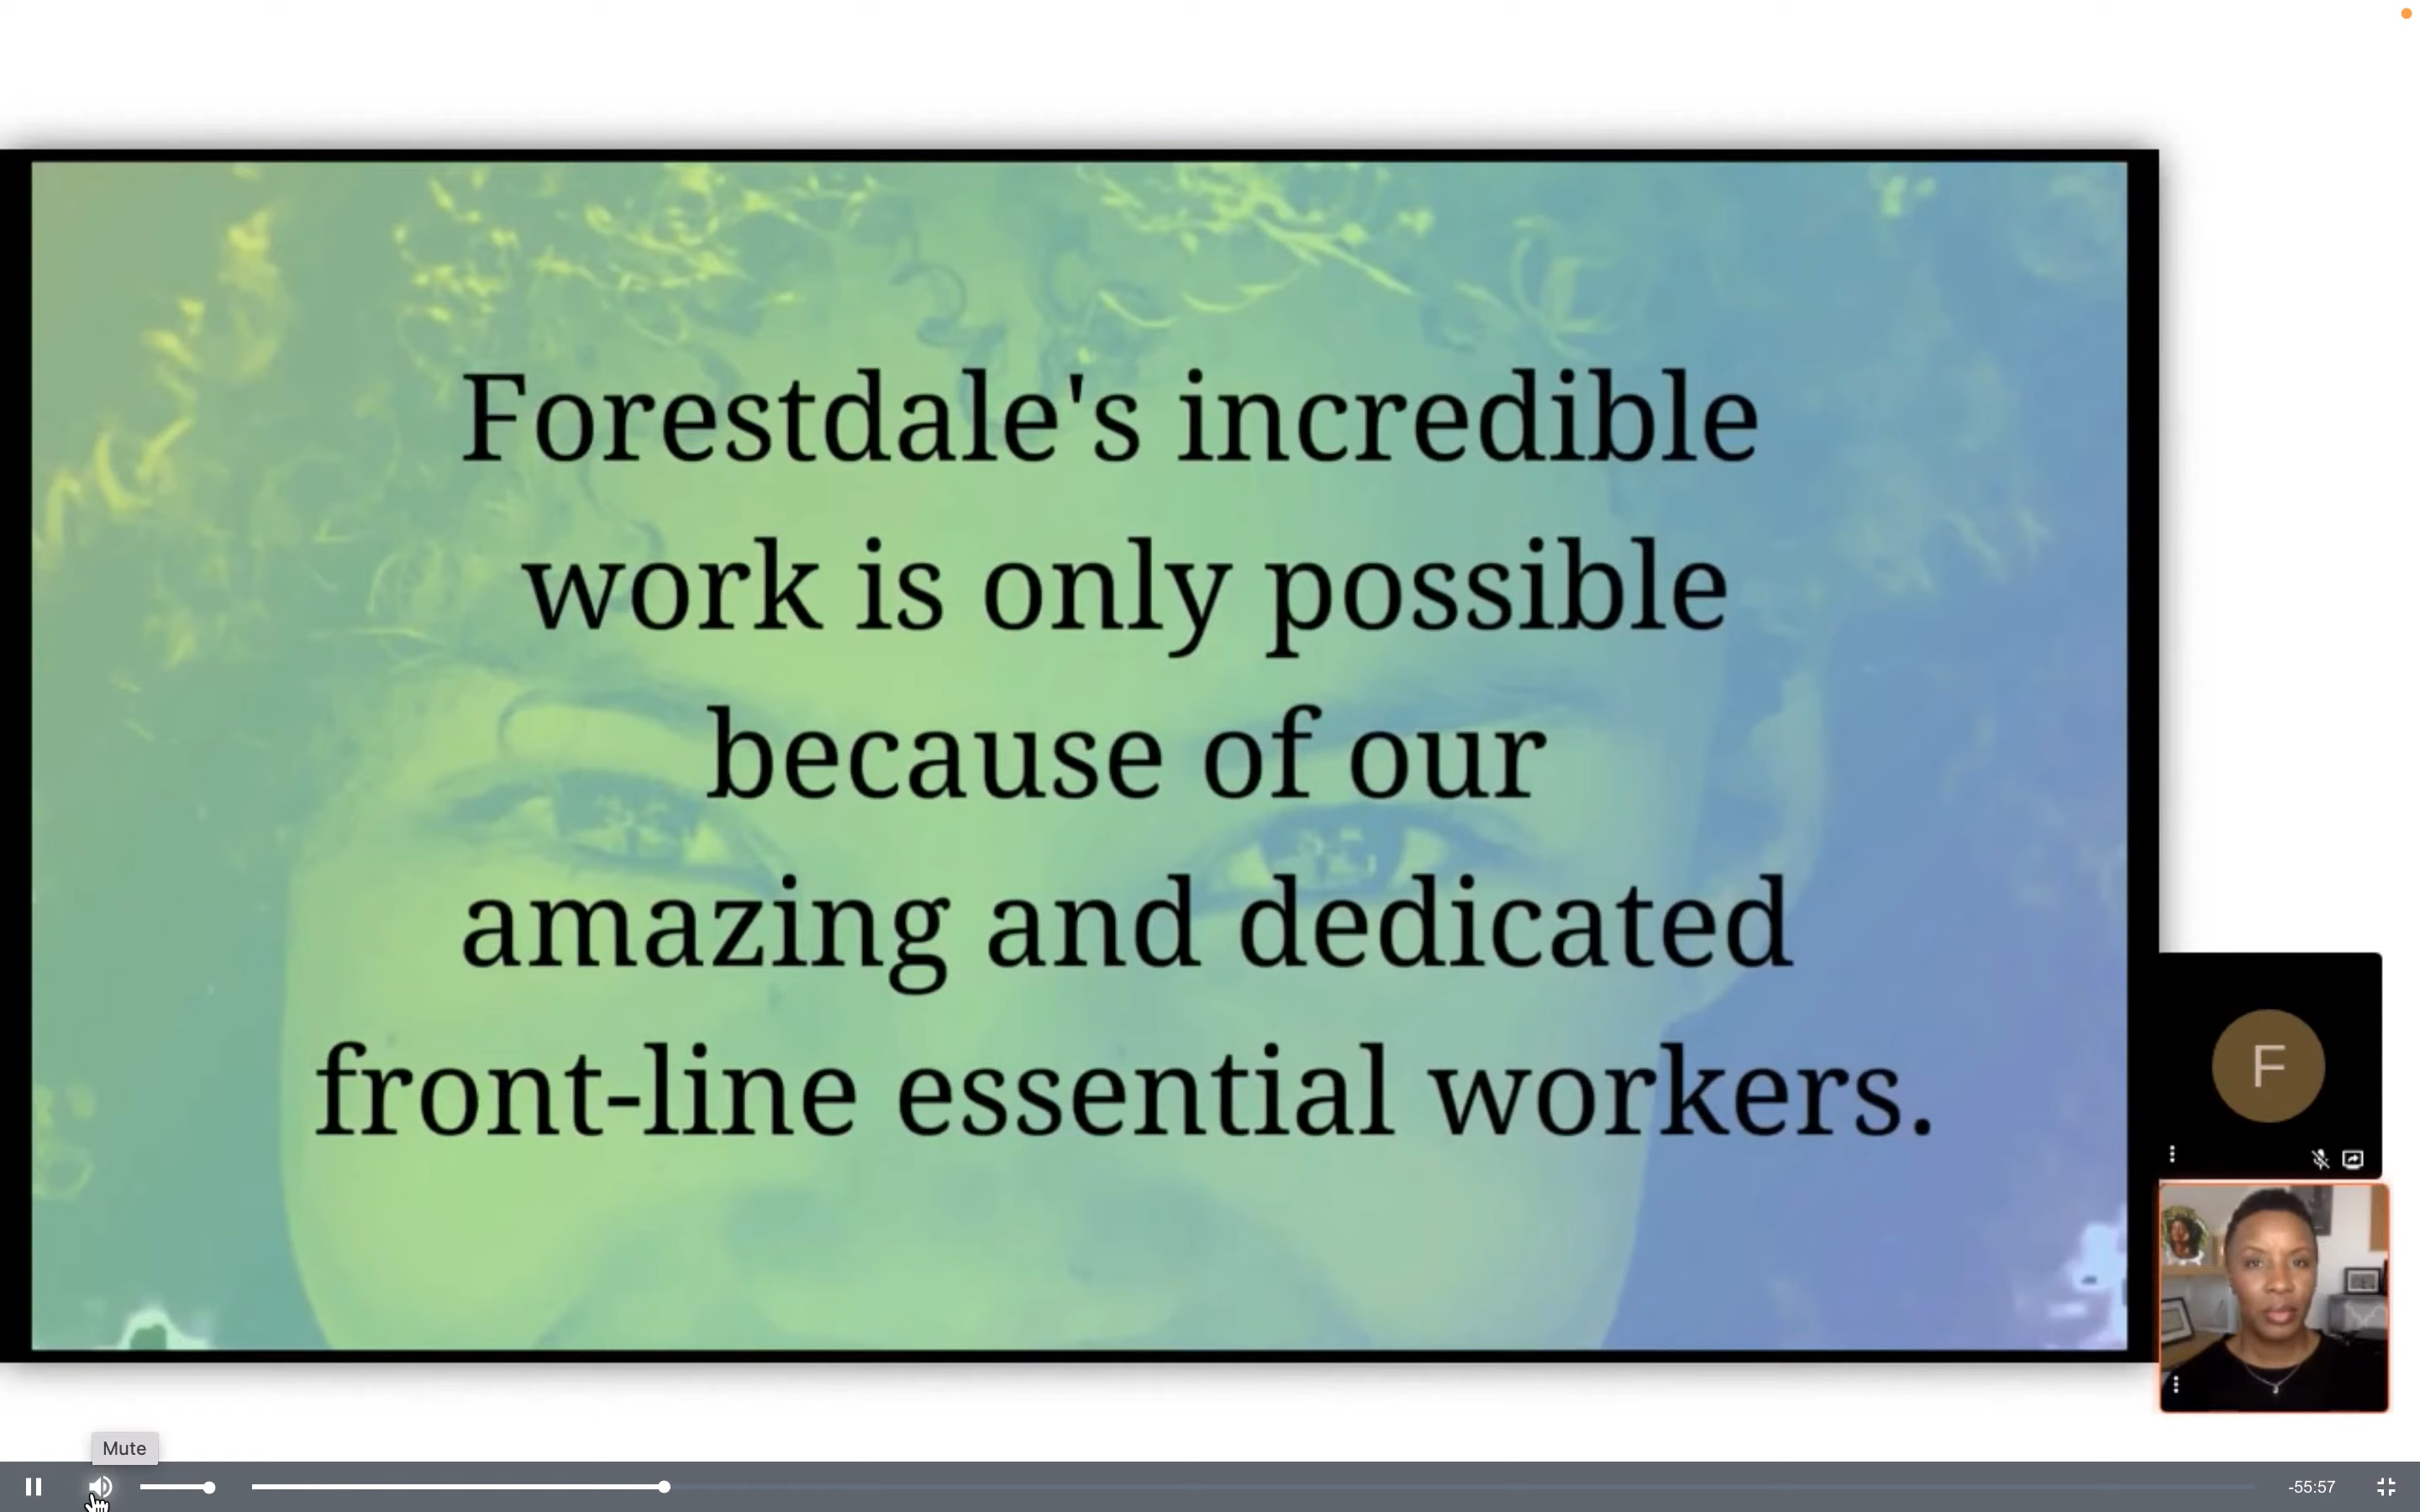 Forestdale's incredible
work is only possible
because of our
amazing and dedicated
front-line essential workers.
F
Mute
-55:57